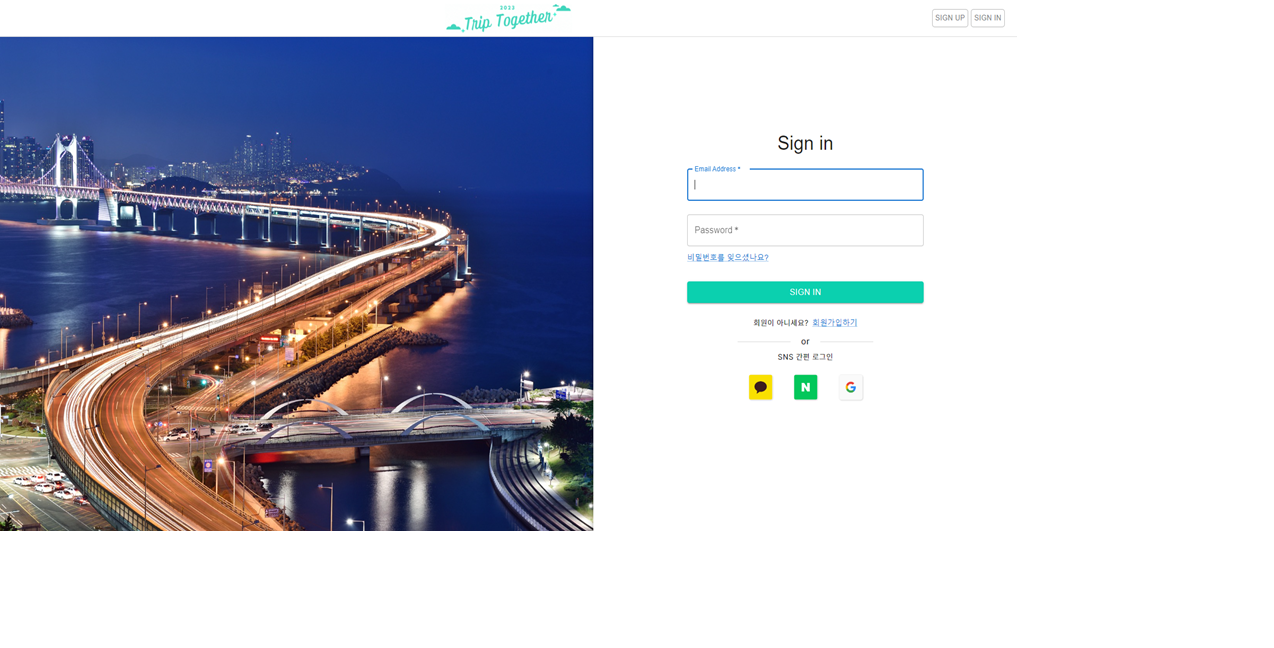 2023
Trip Together
SIGN UP
SIGN IN
Sign in
Email Address *
Password *
비밀번호를 잊으셨나요?
SIGN IN
회원이 아니세요? 회원가입하기
or
SNS 간편 로그인
N
G